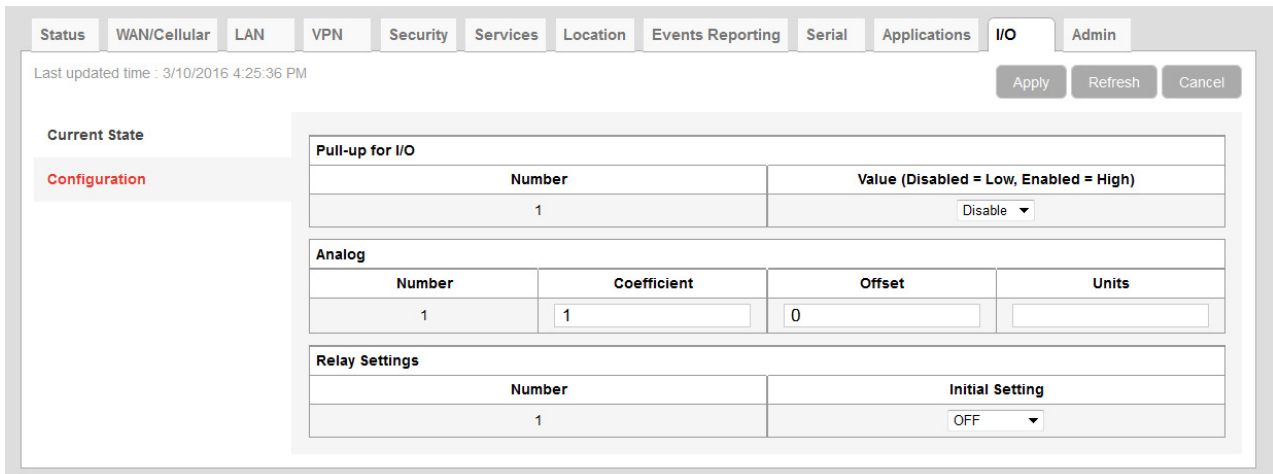 Status WAN/Cellular LAN VPN Security Services Location Events Reporting Serial Applications I/O Admin
Last updated time : 3/10/2016 4:25:36 PM
Apply Refresh Cancel
Current State
Configuration
Pull-up for I/O
Number Value (Disabled = Low, Enabled = High)
1 Disable
Analog
Number Coefficient Offset Units
1 1 0
Relay Settings
Number Initial Setting
1 OFF